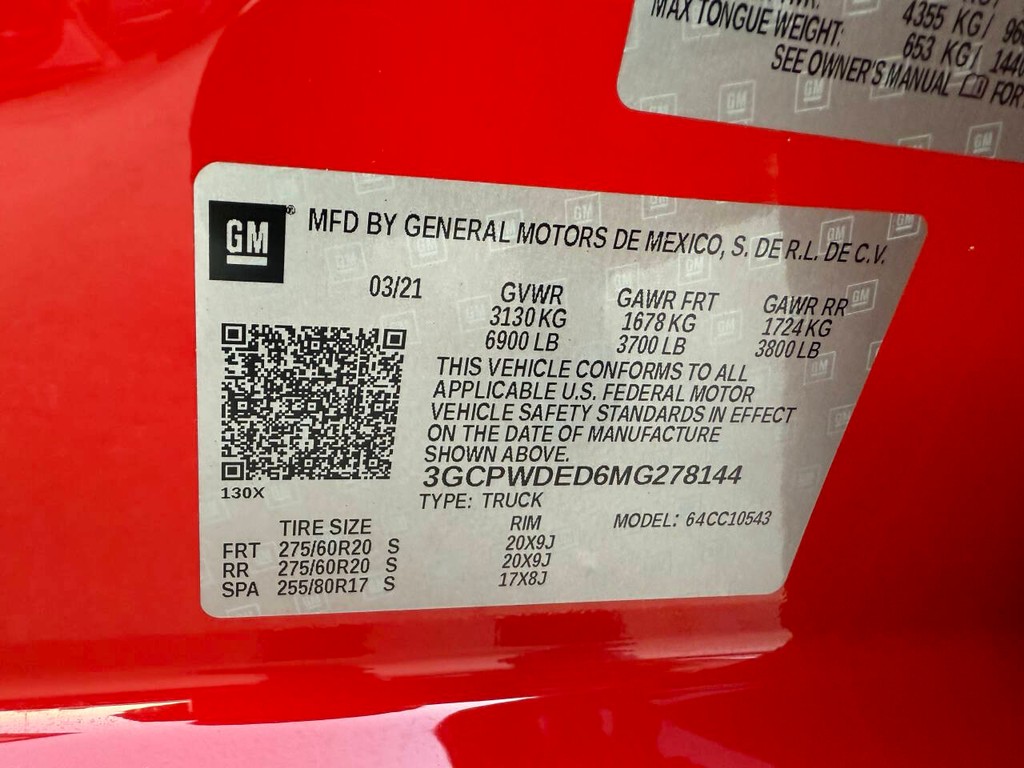 MAX TONGUE WEIGHT:
4355 KG/
653 KG/
SEE OWNER'S MANUAL FOR
GM
®
MFD BY GENERAL MOTORS DE MEXICO, S. DE R.L. DE C.V.
03/21
GVWR GAWR FRT GAWR RR
3130 KG 1678 KG 1724 KG
6900 LB 3700 LB 3800 LB
THIS VEHICLE CONFORMS TO ALL
APPLICABLE U.S. FEDERAL MOTOR
VEHICLE SAFETY STANDARDS IN EFFECT
ON THE DATE OF MANUFACTURE
SHOWN ABOVE.
3GCPWDED6MG278144
130X
TYPE: TRUCK
MODEL: 64CC10543
TIRE SIZE RIM
FRT 275/60R20 S 20X9J
RR 275/60R20 S 20X9J
SPA 255/80R17 S 17X8J